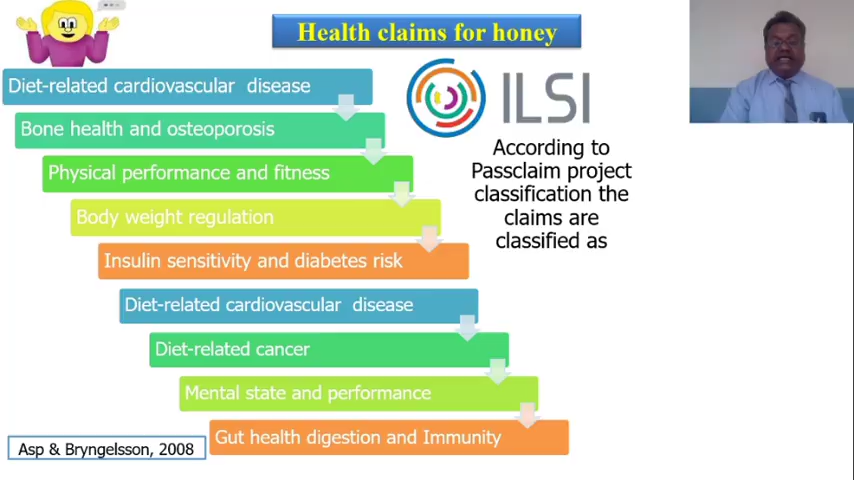 Health claims for honey
Diet-related cardiovascular disease
Bone health and osteoporosis
Physical performance and fitness
Body weight regulation
Insulin sensitivity and diabetes risk
Diet-related cardiovascular disease
Diet-related cancer
Mental state and performance
Gut health digestion and Immunity
ILSI
According to
Passclaim project
classification the
claims are
classified as
Asp & Bryngelsson, 2008